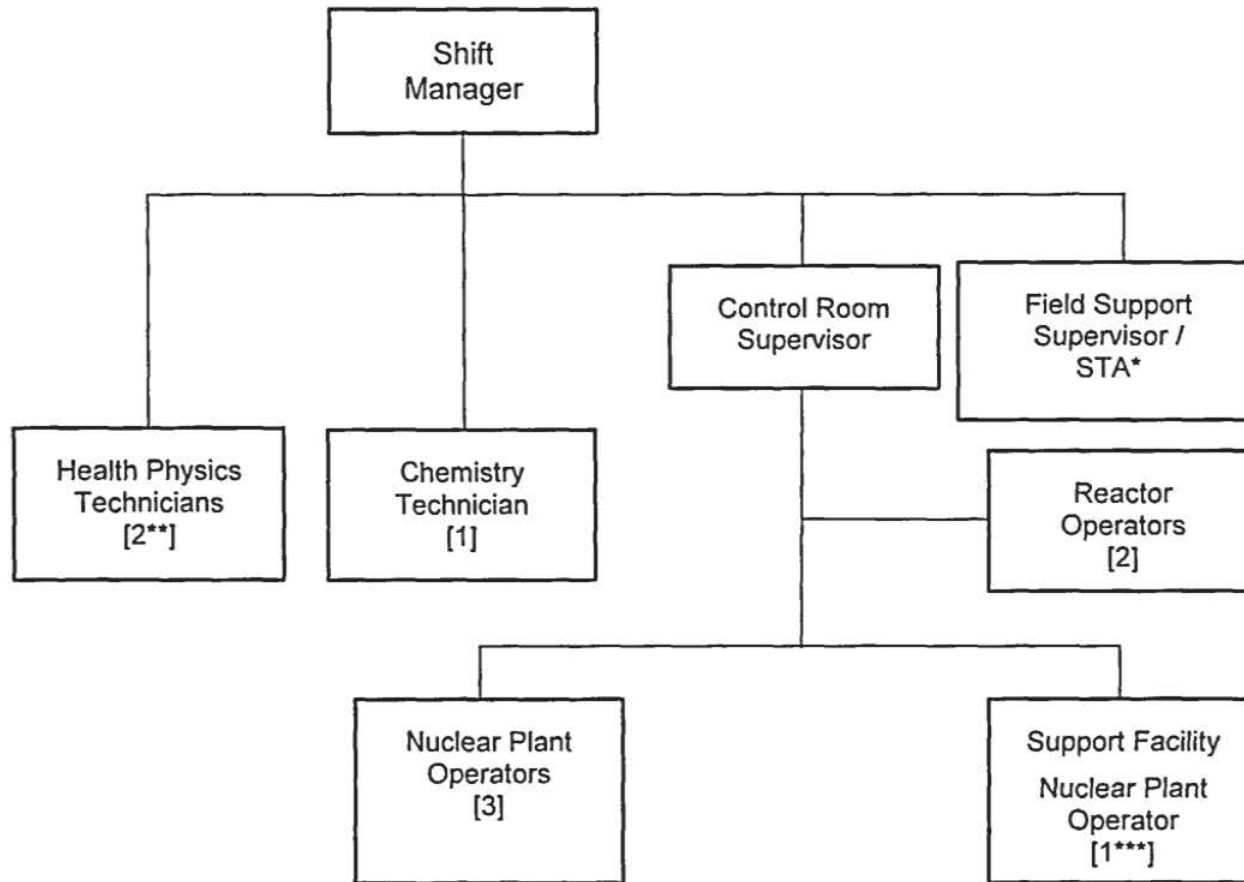 Shift
Manager
Control Room
Supervisor
Field Support
Supervisor /
STA*
Health Physics
Technicians
[2**]
Chemistry
Technician
[1]
Reactor
Operators
[2]
Nuclear Plant
Operators
[3]
Support Facility
Nuclear Plant
Operator
[1***]